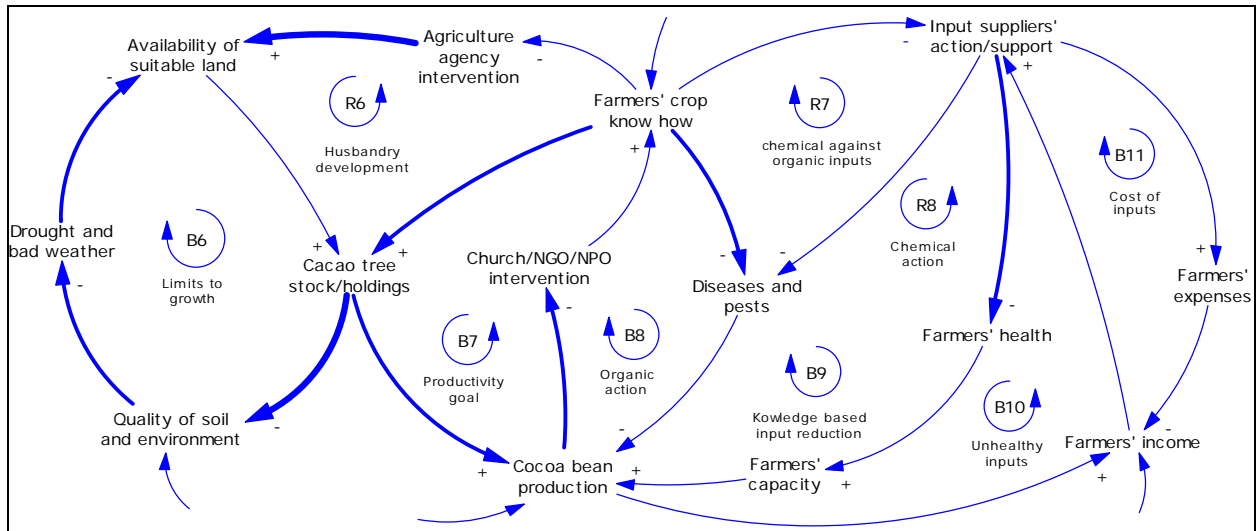 Availability of
suitable land
-
+
Agriculture
agency
intervention
-
-
Input suppliers'
action/support
+
R6
Husbandry
development
Farmers' crop
know how
+
R7
chemical against
organic inputs
B11
Cost of
inputs
R8
Chemical
action
Drought and
bad weather
-
B6
Limits to
growth
+
+
Cacao tree
stock/holdings
Church/NGO/NPO
intervention
-
-
-
Diseases and
pests
+
Farmers'
expenses
-
Farmers' health
B7
Productivity
goal
B8
Organic
action
B9
Kowledge based
input reduction
B10
Unhealthy
inputs
Quality of soil
and environment
-
-
-
Farmers' income
+
+
Cocoa bean
production
+
Farmers'
capacity
+